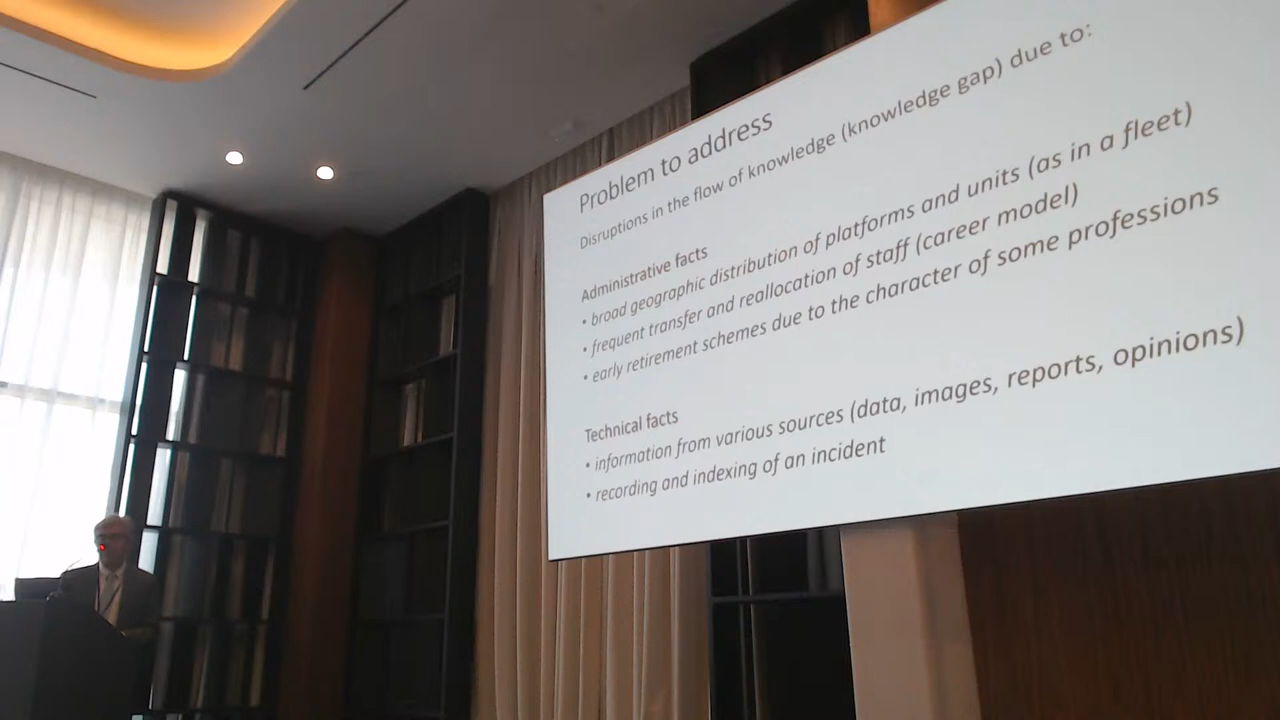 Problem to address
Disruptions in the flow of knowledge (knowledge gap) due to:
Administrative facts
• broad geographic distribution of platforms and units (as in a fleet)
• frequent transfer and reallocation of staff (career model)
• early retirement schemes due to the character of some professions
Technical facts
• information from various sources (data, images, reports, opinions)
• recording and indexing of an incident